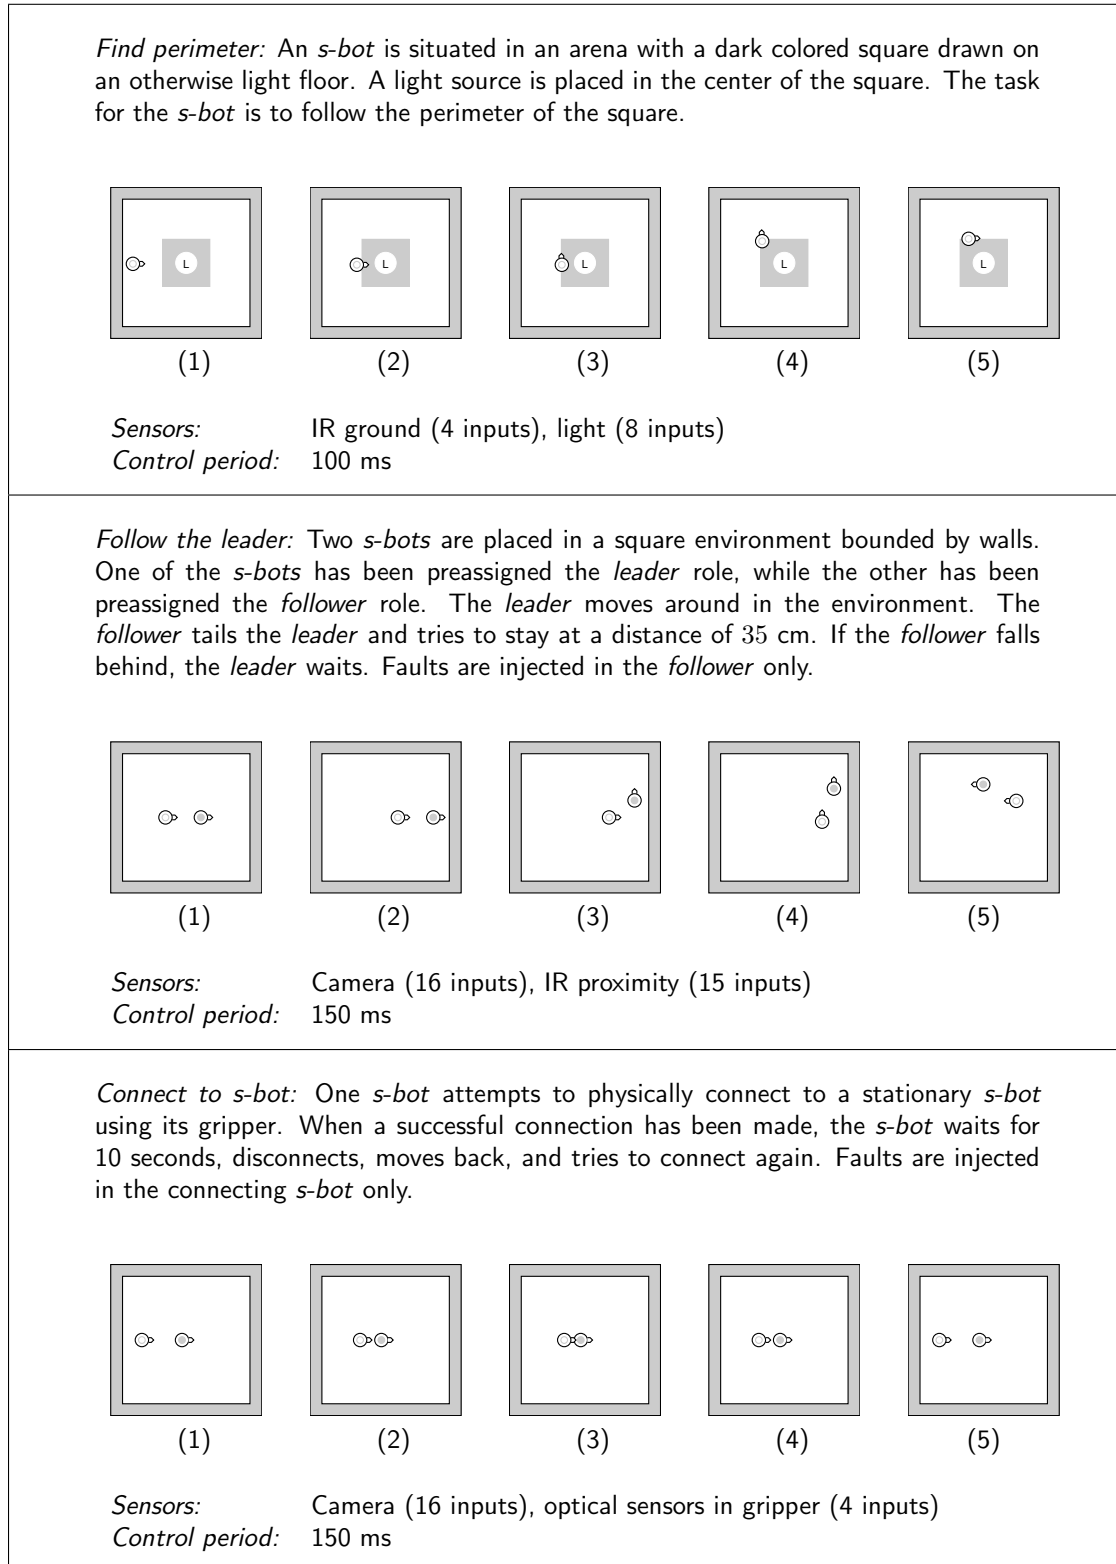 Find perimeter: An s-bot is situated in an arena with a dark colored square drawn on
an otherwise light floor. A light source is placed in the center of the square. The task
for the s-bot is to follow the perimeter of the square.
L L L L L
(1) (2) (3) (4) (5)
Sensors: IR ground (4 inputs), light (8 inputs)
Control period: 100 ms
Follow the leader: Two s-bots are placed in a square environment bounded by walls.
One of the s-bots has been preassigned the leader role, while the other has been
preassigned the follower role. The leader moves around in the environment. The
follower tails the leader and tries to stay at a distance of 35 cm. If the follower falls
behind, the leader waits. Faults are injected in the follower only.
(1) (2) (3) (4) (5)
Sensors: Camera (16 inputs), IR proximity (15 inputs)
Control period: 150 ms
Connect to s-bot: One s-bot attempts to physically connect to a stationary s-bot
using its gripper. When a successful connection has been made, the s-bot waits for
10 seconds, disconnects, moves back, and tries to connect again. Faults are injected
in the connecting s-bot only.
(1) (2) (3) (4) (5)
Sensors: Camera (16 inputs), optical sensors in gripper (4 inputs)
Control period: 150 ms